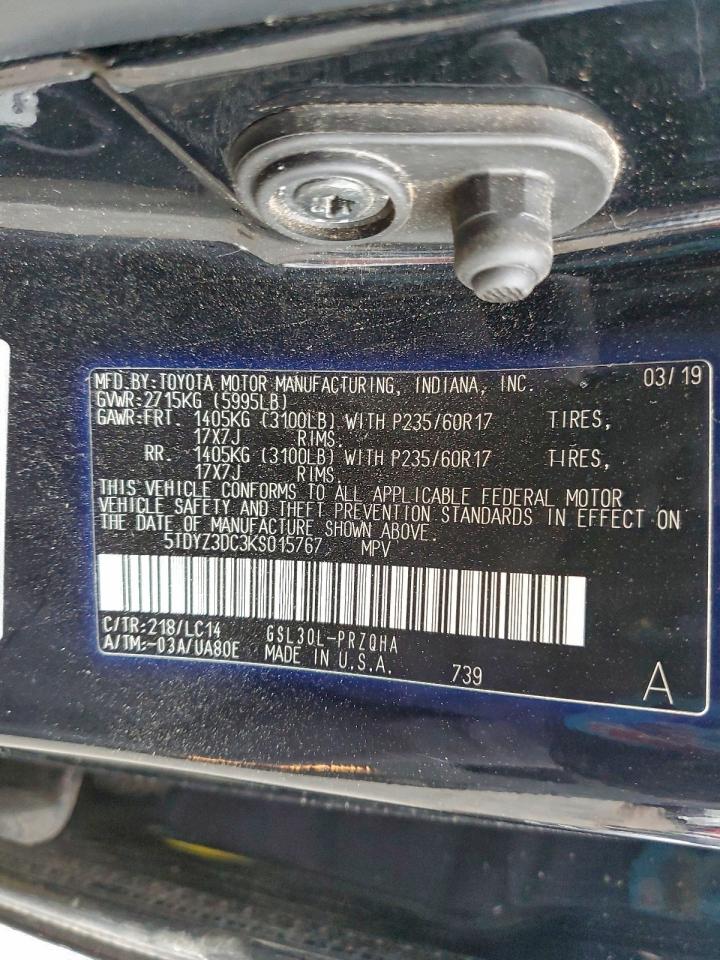 MFD.BY:TOYOTA MOTOR MANUFACTURING, INDIANA, INC. 03/19
GVWR:2715KG (5995LB)
GAWR:FRT. 1405KG (3100LB) WITH P235/60R17 TIRES,
17X7J RIMS.
RR. 1405KG (3100LB) WITH P235/60R17 TIRES,
17X7J RIMS.
THIS VEHICLE CONFORMS TO ALL APPLICABLE FEDERAL MOTOR
VEHICLE SAFETY AND THEFT PREVENTION STANDARDS IN EFFECT ON
THE DATE OF MANUFACTURE SHOWN ABOVE.
5TDYZ3DC3KS015767 MPV
C/TR:218/LC14 GSL30L-PRZQHA
A/TM:-03A/UA80E MADE IN U.S.A. 739 A